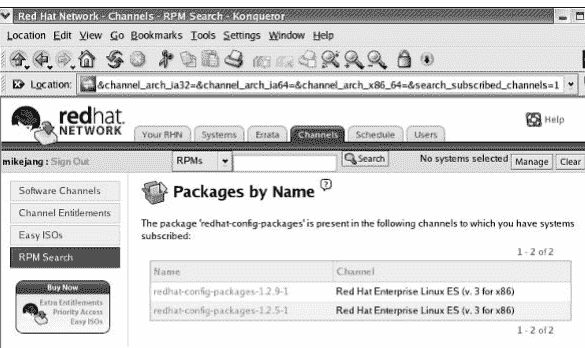 Red Hat Network - Channels - RPM Search - Konqueror
Location Edit View Go Bookmarks Tools Settings Window Help
Location: &channel_arch_ia32=&channel_arch_ia64=&channel_arch_x86_64=&search_subscribed_channels=1
redhat.
NETWORK
Your RHN Systems Errata Channels Schedule Users
Help
mikejang : Sign Out
RPMs
Search
No systems selected
Manage
Clear
Software Channels
Channel Entitlements
Easy ISOs
RPM Search
Buy Now
Extra Entitlements
Priority Access
Easy ISOs
Packages by Name ?
The package 'redhat-config-packages' is present in the following channels to which you have systems
subscribed:
1 - 2 of 2
Name Channel
redhat-config-packages-1.2.9-1 Red Hat Enterprise Linux ES (v. 3 for x86)
redhat-config-packages-1.2.5-1 Red Hat Enterprise Linux ES (v. 3 for x86)
1 - 2 of 2